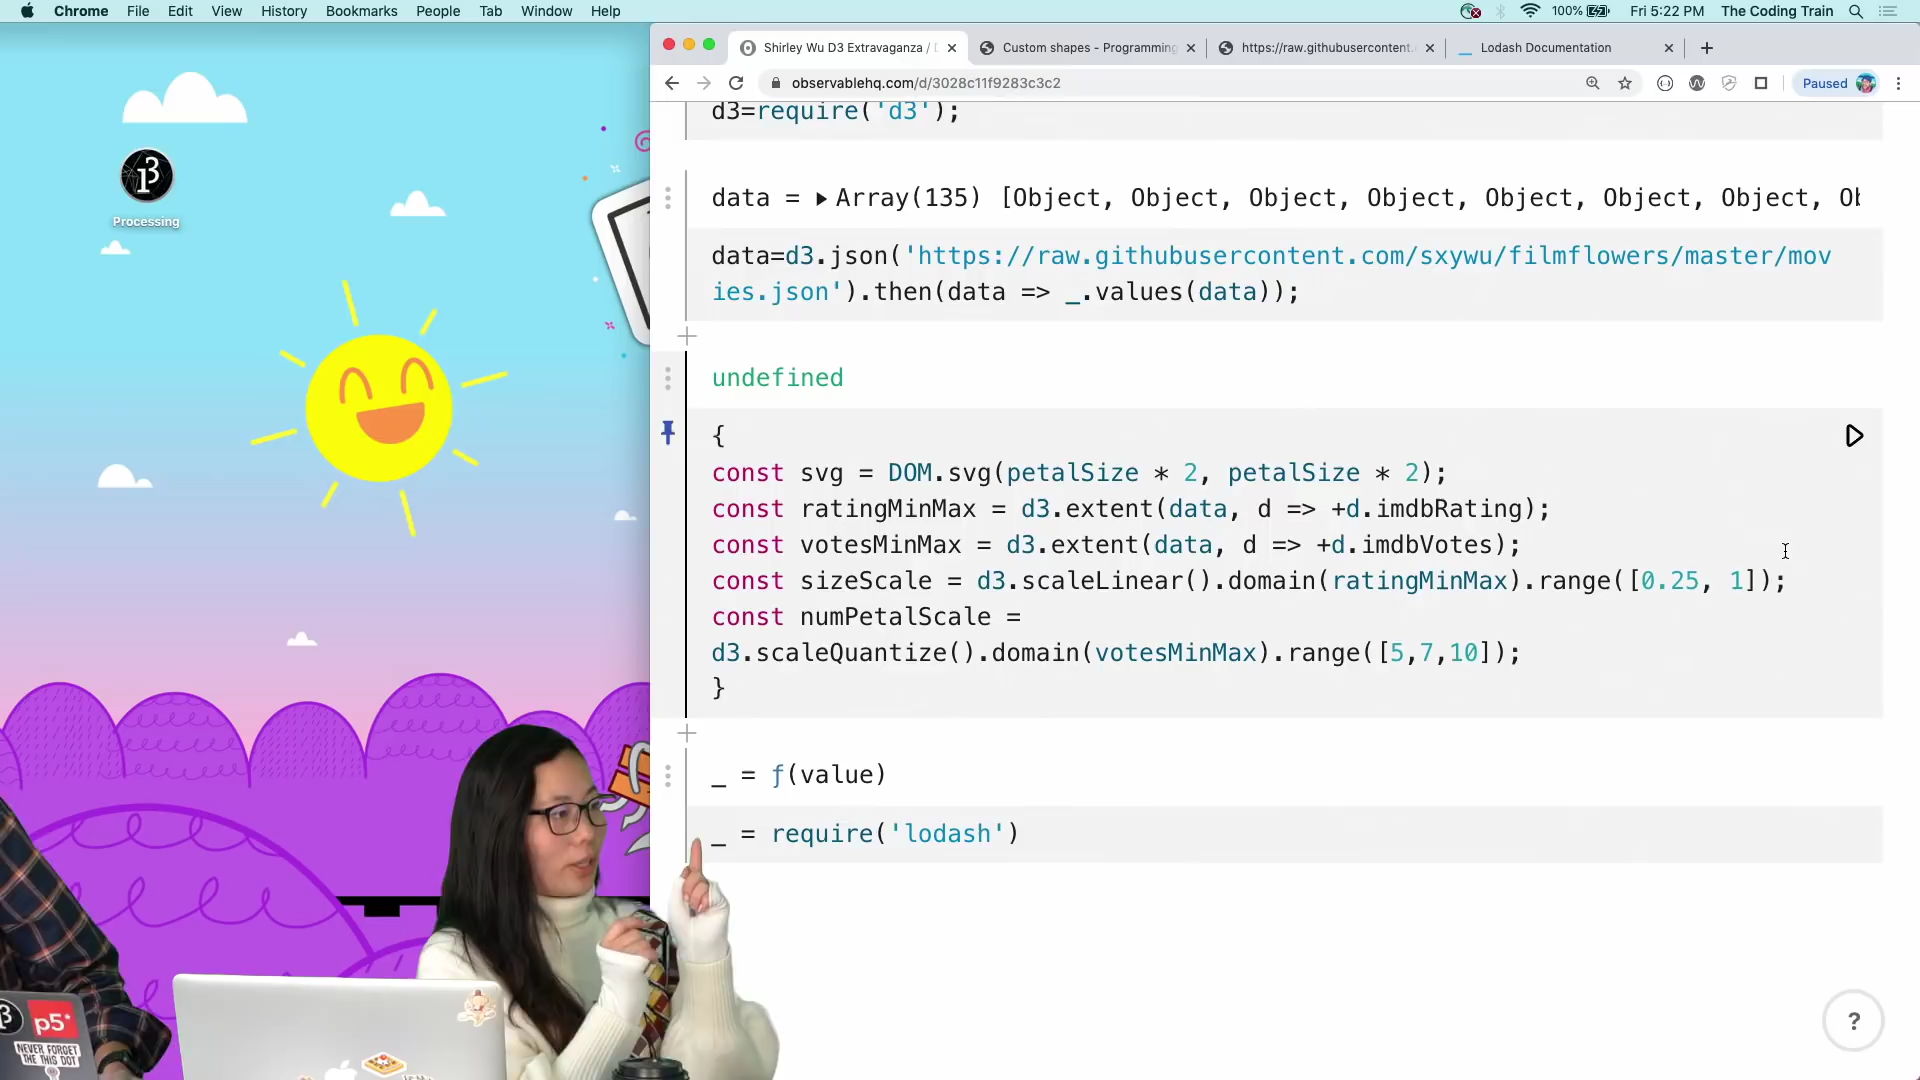 Chrome File Edit View History Bookmarks People Tab Window Help
100% Fri 5:22 PM The Coding Train
Shirley Wu D3 Extravaganza /
Custom shapes - Programming
https://raw.githubusercontent.
Lodash Documentation
observablehq.com/d/3028c11f9283c3c2
Paused
Processing
d3=require('d3');
data = ▸ Array(135) [Object, Object, Object, Object, Object, Object, Object, Ob
data=d3.json('https://raw.githubusercontent.com/sxywu/filmflowers/master/mov
ies.json').then(data => _.values(data));
undefined
{
const svg = DOM.svg(petalSize * 2, petalSize * 2);
const ratingMinMax = d3.extent(data, d => +d.imdbRating);
const votesMinMax = d3.extent(data, d => +d.imdbVotes);
const sizeScale = d3.scaleLinear().domain(ratingMinMax).range([0.25, 1]);
const numPetalScale =
d3.scaleQuantize().domain(votesMinMax).range([5,7,10]);
}
_ = ƒ(value)
_ = require('lodash')
p5*
NEVER FORGET
THE THIS DOT
?